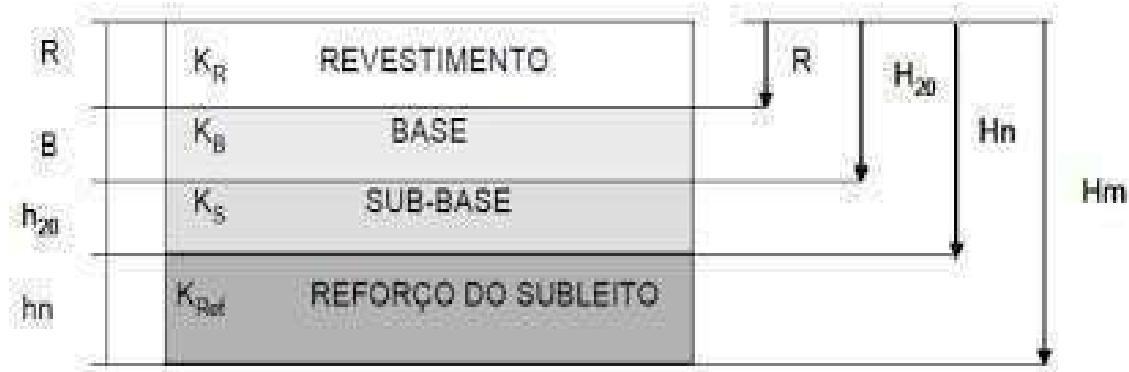 R K_R REVESTIMENTO R H_20
B K_B BASE Hn
h_20 K_S SUB-BASE Hm
hn K_Ref REFORÇO DO SUBLEITO